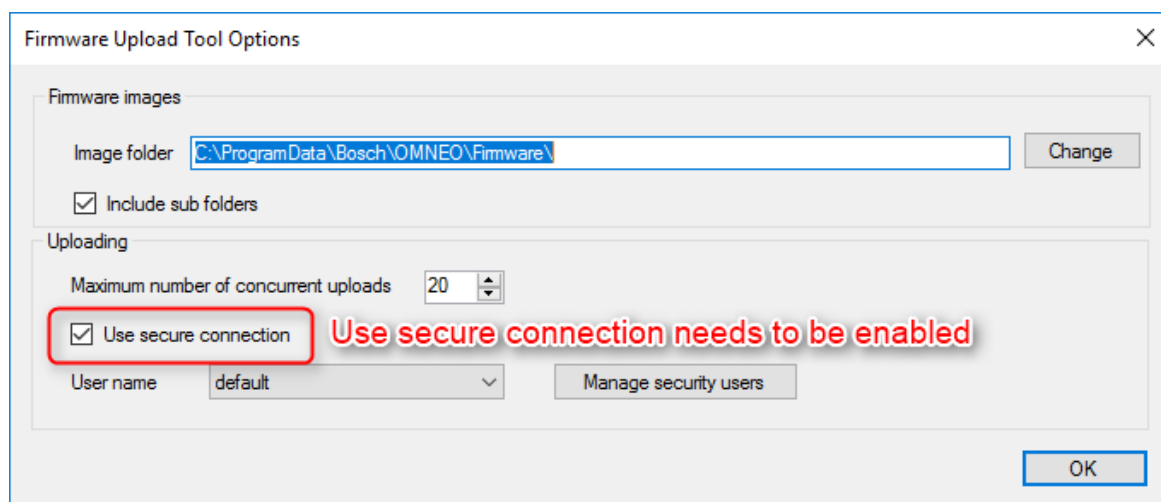 Firmware Upload Tool Options
Firmware images
Image folder C:\ProgramData\Bosch\OMNEO\Firmware\ Change
Include sub folders
Uploading
Maximum number of concurrent uploads 20
Use secure connection Use secure connection needs to be enabled
User name default Manage security users
OK